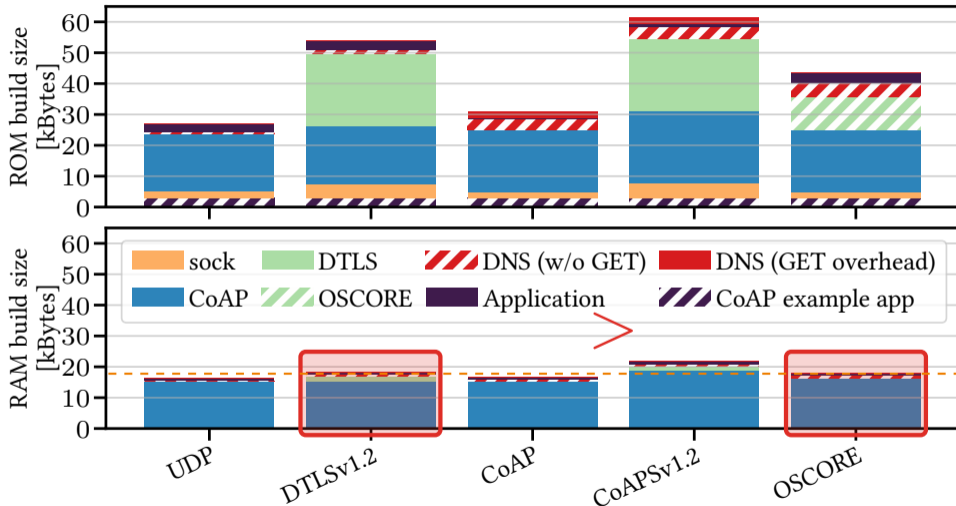 ROM build size
[kBytes]
60
50
40
30
20
10
0
RAM build size
[kBytes]
60
50
40
30
20
10
0
sock DTLS DNS (w/o GET) DNS (GET overhead)
CoAP OSCORE Application CoAP example app
>
UDP DTLSv1.2 CoAP CoAPSv1.2 OSCORE